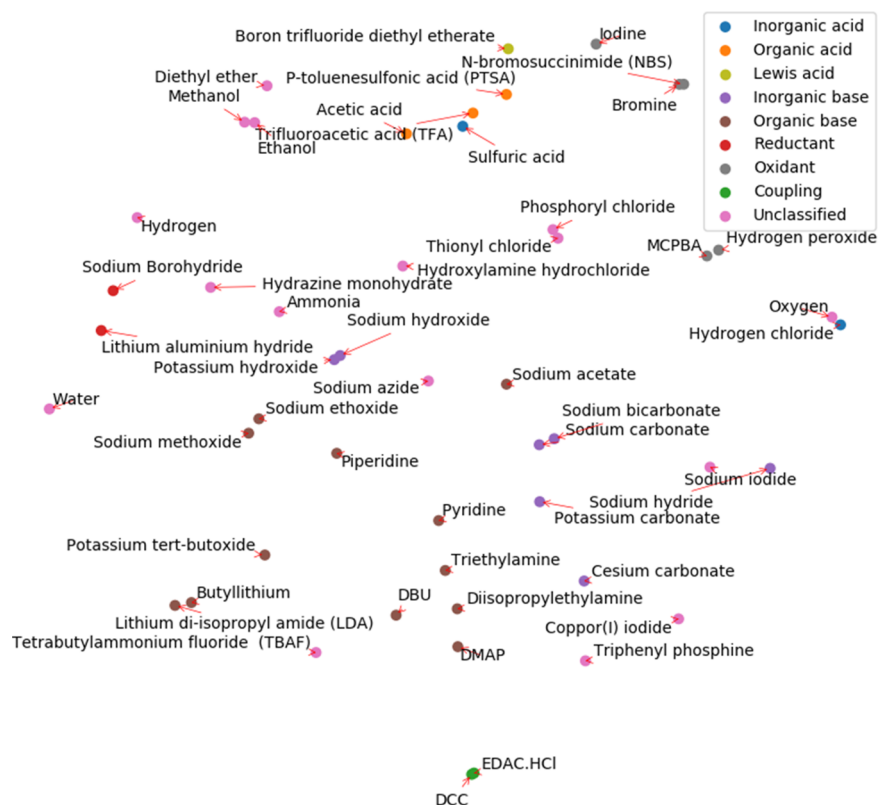 Boron trifluoride diethyl etherate
Iodine
N-bromosuccinimide (NBS)
Diethyl ether
P-toluenesulfonic acid (PTSA)
Methanol
Acetic acid
Bromine
Trifluoroacetic acid (TFA)
Ethanol
Sulfuric acid
Inorganic acid
Organic acid
Lewis acid
Inorganic base
Organic base
Reductant
Oxidant
Coupling
Unclassified
Phosphoryl chloride
Hydrogen
Thionyl chloride
MCPBA
Hydrogen peroxide
Sodium Borohydride
Hydroxylamine hydrochloride
Hydrazine monohydrate
Ammonia
Oxygen
Sodium hydroxide
Hydrogen chloride
Lithium aluminium hydride
Potassium hydroxide
Sodium azide
Sodium acetate
Water
Sodium ethoxide
Sodium bicarbonate
Sodium carbonate
Sodium methoxide
Piperidine
Sodium iodide
Sodium hydride
Pyridine
Potassium carbonate
Potassium tert-butoxide
Triethylamine
Cesium carbonate
Butyllithium
DBU
Diisopropylethylamine
Lithium di-isopropyl amide (LDA)
Coppor(I) iodide
Tetrabutylammonium fluoride (TBAF)
DMAP
Triphenyl phosphine
EDAC.HCl
DCC